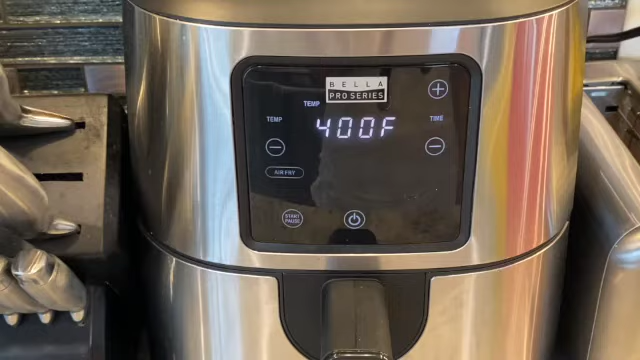 BELLA
PRO SERIES
TEMP
TEMP
400F
TIME
AIR FRY
START
PAUSE